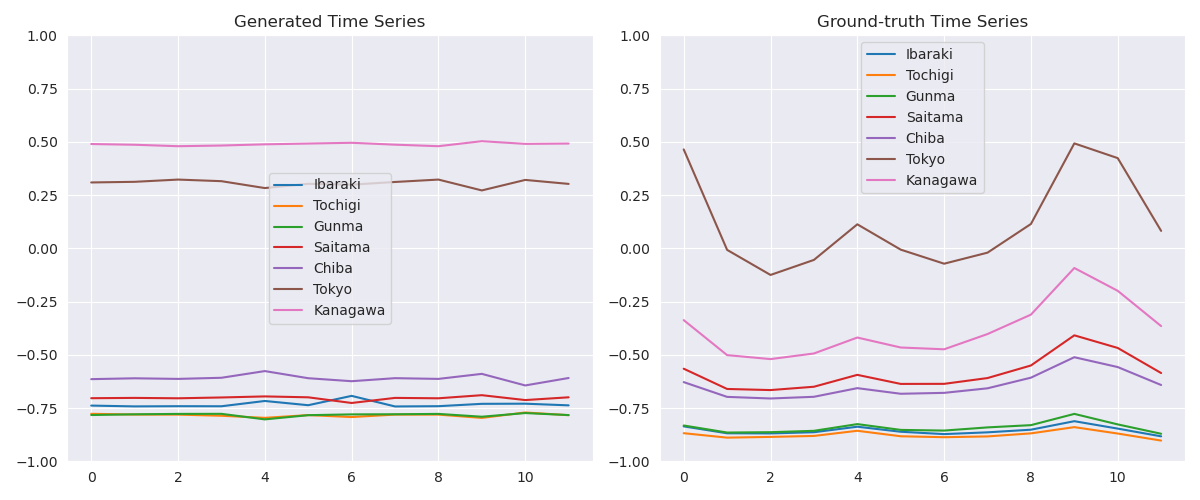 Generated Time Series
1.00
0.75
0.50
0.25
0.00
−0.25
−0.50
−0.75
−1.00
0 2 4 6 8 10
Ibaraki
Tochigi
Gunma
Saitama
Chiba
Tokyo
Kanagawa
Ground-truth Time Series
1.00
0.75
0.50
0.25
0.00
−0.25
−0.50
−0.75
−1.00
0 2 4 6 8 10
Ibaraki
Tochigi
Gunma
Saitama
Chiba
Tokyo
Kanagawa